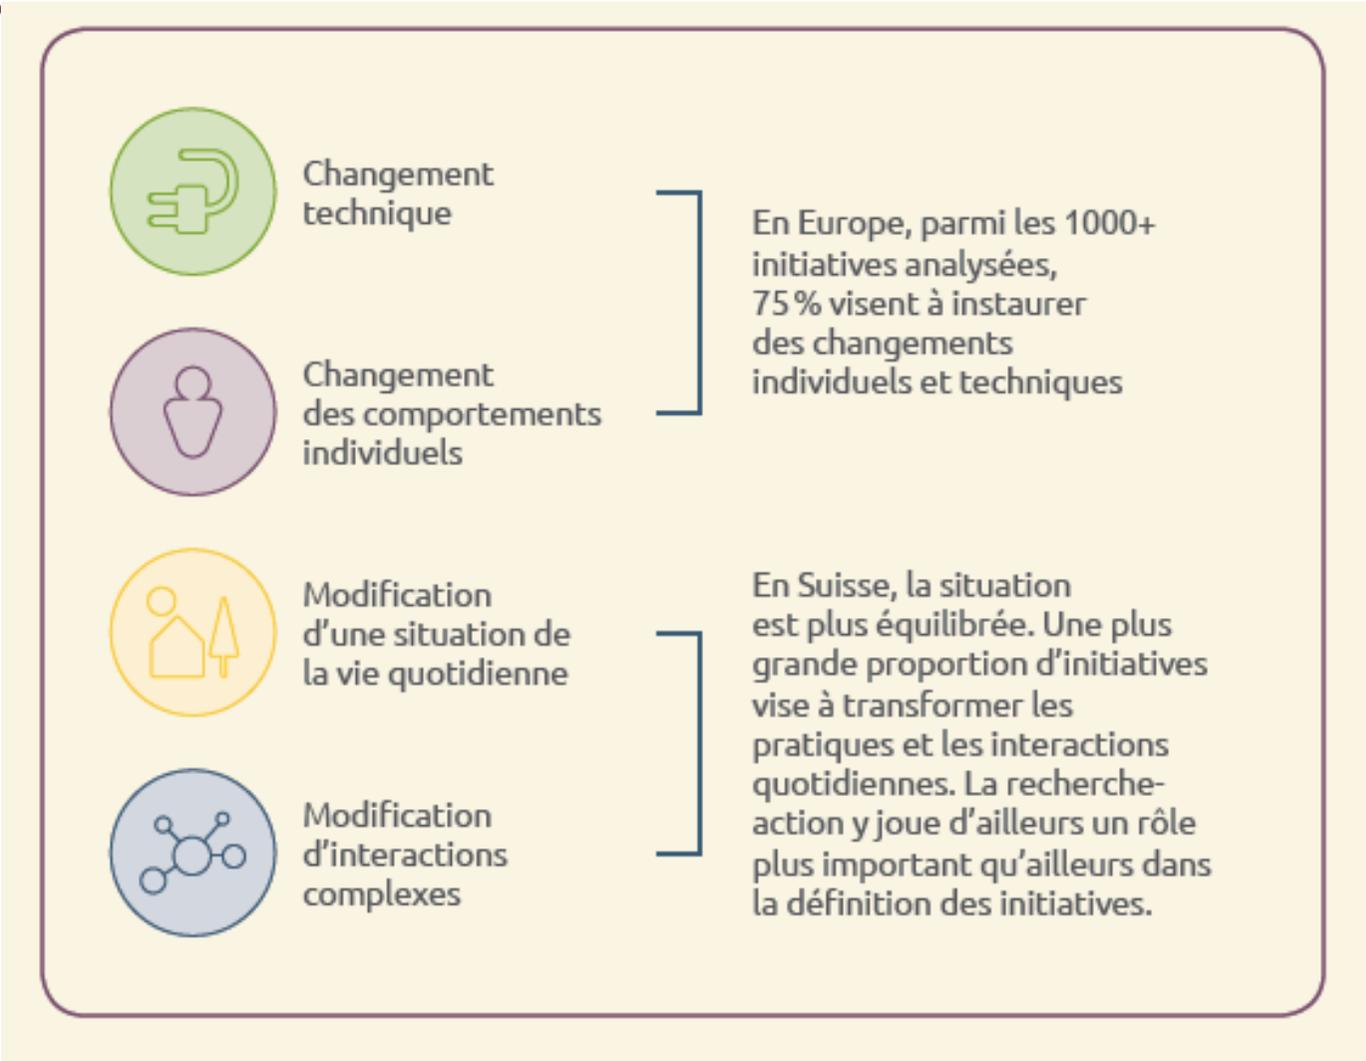 Changement
technique
En Europe, parmi les 1000+
initiatives analysées,
75 % visent à instaurer
des changements
individuels et techniques
Changement
des comportements
individuels
Modification
d’une situation de
la vie quotidienne
En Suisse, la situation
est plus équilibrée. Une plus
grande proportion d’initiatives
vise à transformer les
pratiques et les interactions
quotidiennes. La recherche-
action y joue d’ailleurs un rôle
plus important qu’ailleurs dans
la définition des initiatives.
Modification
d’interactions
complexes